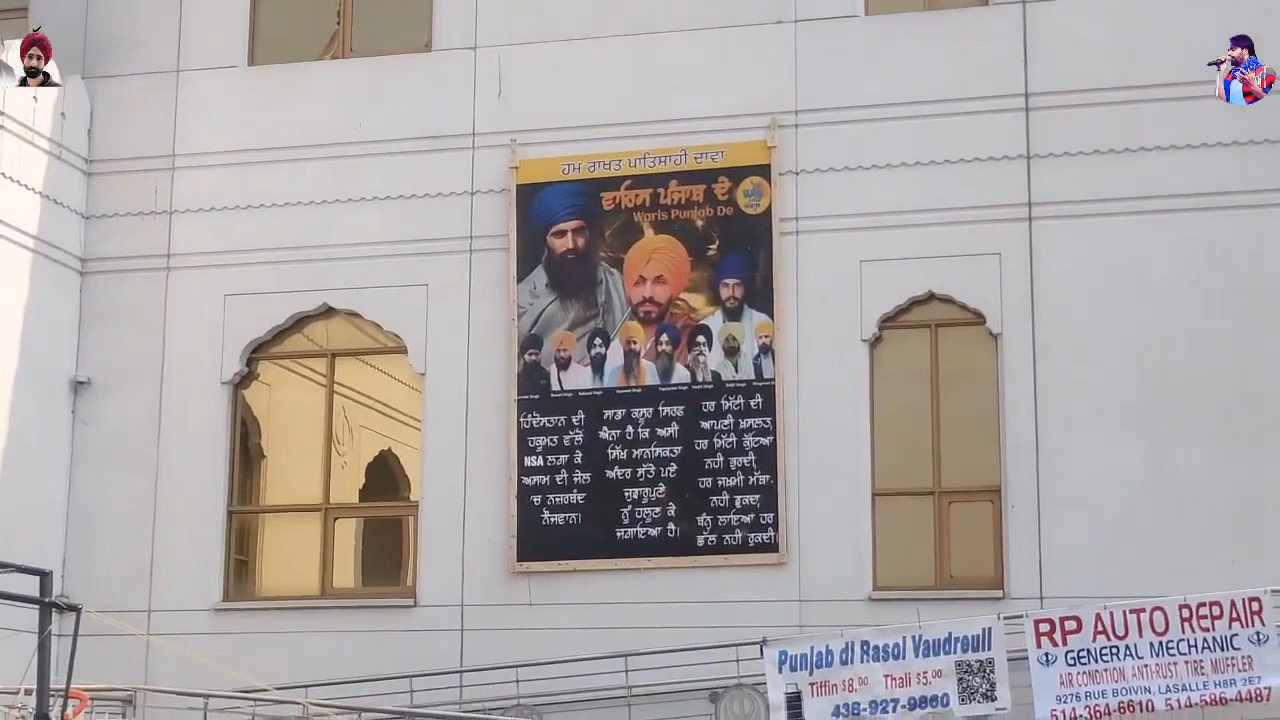 ਹਮ ਰਾਖਤ ਪਾਤਿਸਾਹੀ ਦਾਵਾ
ਵਾਰਿਸ ਪੰਜਾਬ ਦੇ
Waris Punjab De
ਹਿੰਦੋਸਤਾਨ ਦੀ
ਹਕੂਮਤ ਵੱਲੋਂ
NSA ਲਗਾ ਕੇ
ਅਸਾਮ ਦੀ ਜੇਲ
'ਚ ਨਜ਼ਰਬੰਦ
ਨੌਜਵਾਨ।
ਸਾਡਾ ਕਸੂਰ ਸਿਰਫ
ਐਨਾ ਹੈ ਕਿ ਅਸੀਂ
ਸਿੱਖ ਮਾਨਸਿਕਤਾ
ਅੰਦਰ ਸੁੱਤੇ ਪਏ
ਜੁਝਾਰੂਪੁਣੇ
ਨੂੰ ਹਲੂਣ ਕੇ
ਜਗਾਇਆ ਹੈ।
ਹਰ ਮਿੱਟੀ ਦੀ
ਆਪਣੀ ਖ਼ਸਲਤ,
ਹਰ ਮਿੱਟੀ ਕੁੱਟਿਆ
ਨਹੀ ਭੁਰਦੀ,
ਹਰ ਜ਼ਖ਼ਮੀ ਮੱਥਾ
ਨਹੀ ਝੁਕਦਾ,
ਬੰਨ੍ਹ ਲਾਇਆਂ ਹਰ
ਛੱਲ ਨਹੀ ਰੁਕਦੀ।
Punjab di Rasoi Vaudreuil
Tiffin $8.00 Thali $5.00
438-927-9860
RP AUTO REPAIR
GENERAL MECHANIC
AIR CONDITION, ANTI-RUST, TIRE, MUFFLER
9276 RUE BOIVIN, LASALLE H8R 2E7
514-364-6610 514-586-4487